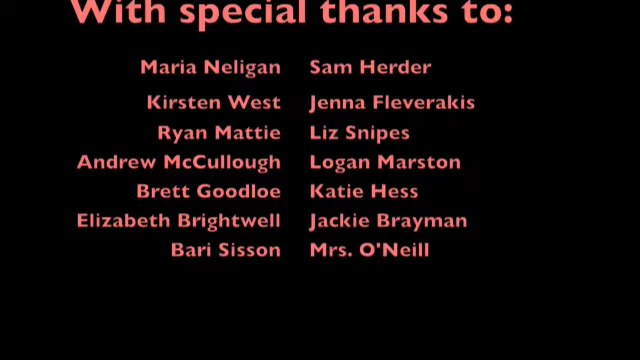 With special thanks to:
Maria Neligan Sam Herder
Kirsten West Jenna Fleverakis
Ryan Mattie Liz Snipes
Andrew McCullough Logan Marston
Brett Goodloe Katie Hess
Elizabeth Brightwell Jackie Brayman
Bari Sisson Mrs. O'Neill